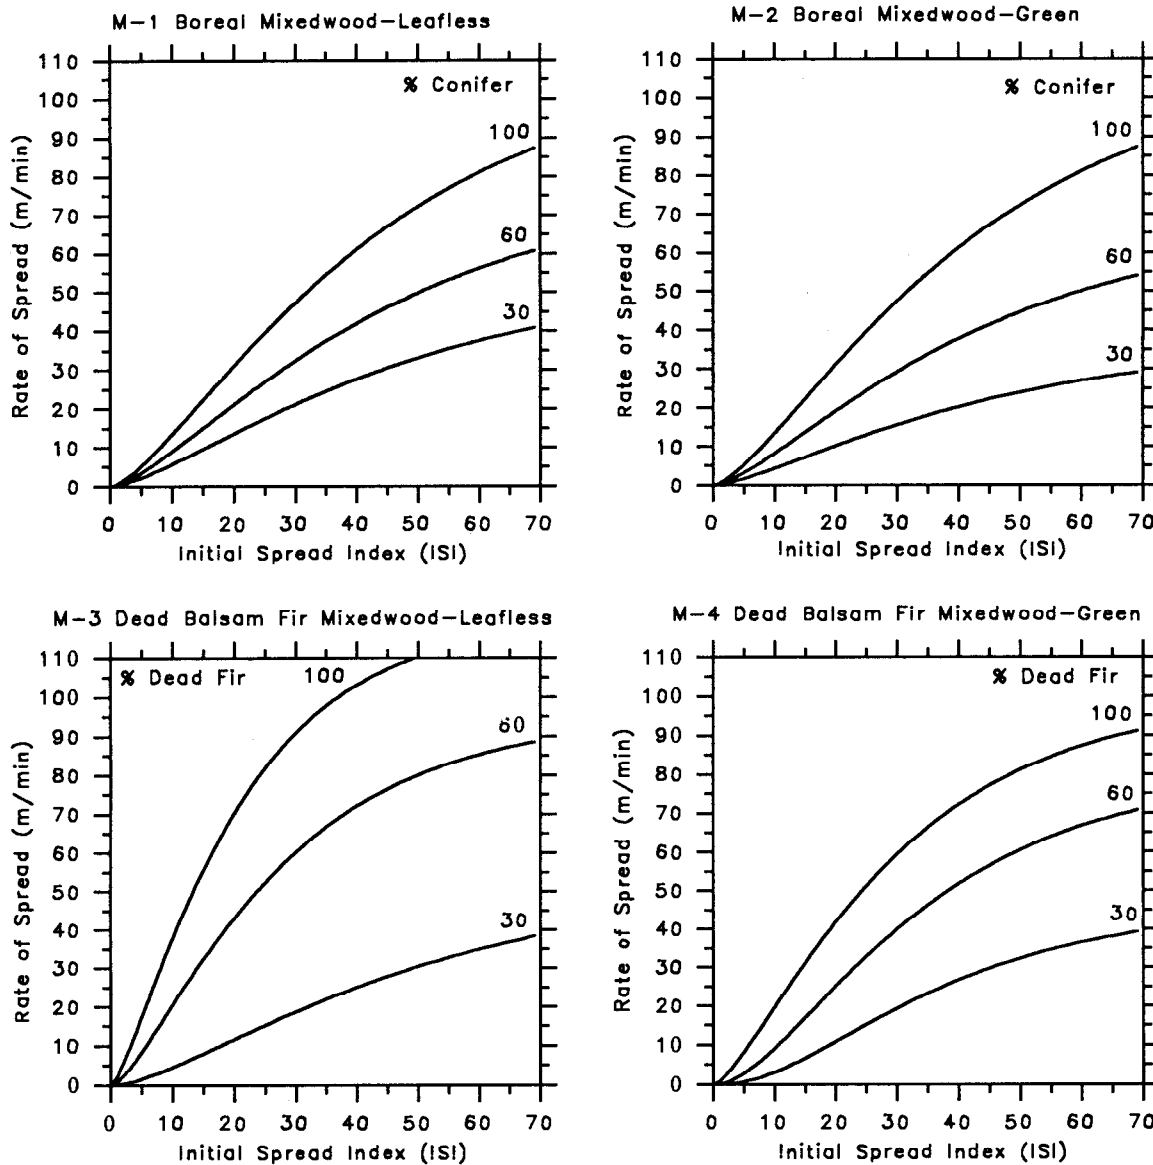 M-1 Boreal Mixedwood-Leafless
% Conifer
100
60
30
110
100
90
80
70
60
50
40
30
20
10
0
Rate of Spread (m/min)
0 10 20 30 40 50 60 70
Initial Spread Index (ISI)
M-2 Boreal Mixedwood-Green
% Conifer
100
60
30
110
100
90
80
70
60
50
40
30
20
10
0
Rate of Spread (m/min)
0 10 20 30 40 50 60 70
Initial Spread Index (ISI)
M-3 Dead Balsam Fir Mixedwood-Leafless
% Dead Fir 100
60
30
110
100
90
80
70
60
50
40
30
20
10
0
Rate of Spread (m/min)
0 10 20 30 40 50 60 70
Initial Spread Index (ISI)
M-4 Dead Balsam Fir Mixedwood-Green
% Dead Fir
100
60
30
110
100
90
80
70
60
50
40
30
20
10
0
Rate of Spread (m/min)
0 10 20 30 40 50 60 70
Initial Spread Index (ISI)